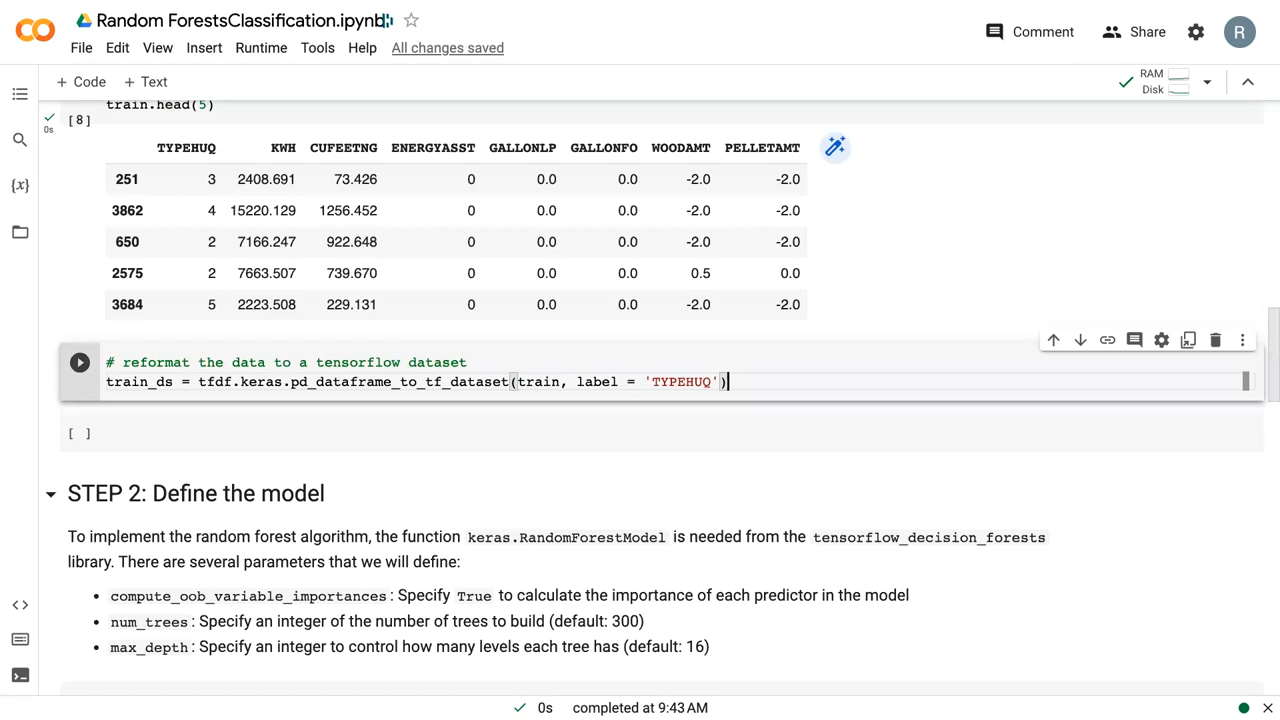 Random ForestsClassification.ipynb
File Edit View Insert Runtime Tools Help All changes saved
Comment Share R
+ Code + Text
RAM
Disk
train.head(5)
[8]
0s
TYPEHUQ KWH CUFEETNG ENERGYASST GALLONLP GALLONFO WOODAMT PELLETAMT
251 3 2408.691 73.426 0 0.0 0.0 -2.0 -2.0
3862 4 15220.129 1256.452 0 0.0 0.0 -2.0 -2.0
650 2 7166.247 922.648 0 0.0 0.0 -2.0 -2.0
2575 2 7663.507 739.670 0 0.0 0.0 0.5 0.0
3684 5 2223.508 229.131 0 0.0 0.0 -2.0 -2.0
# reformat the data to a tensorflow dataset
train_ds = tfdf.keras.pd_dataframe_to_tf_dataset(train, label = 'TYPEHUQ')
[ ]
STEP 2: Define the model
To implement the random forest algorithm, the function keras.RandomForestModel is needed from the tensorflow_decision_forests
library. There are several parameters that we will define:
• compute_oob_variable_importances: Specify True to calculate the importance of each predictor in the model
• num_trees: Specify an integer of the number of trees to build (default: 300)
• max_depth: Specify an integer to control how many levels each tree has (default: 16)
0s completed at 9:43 AM